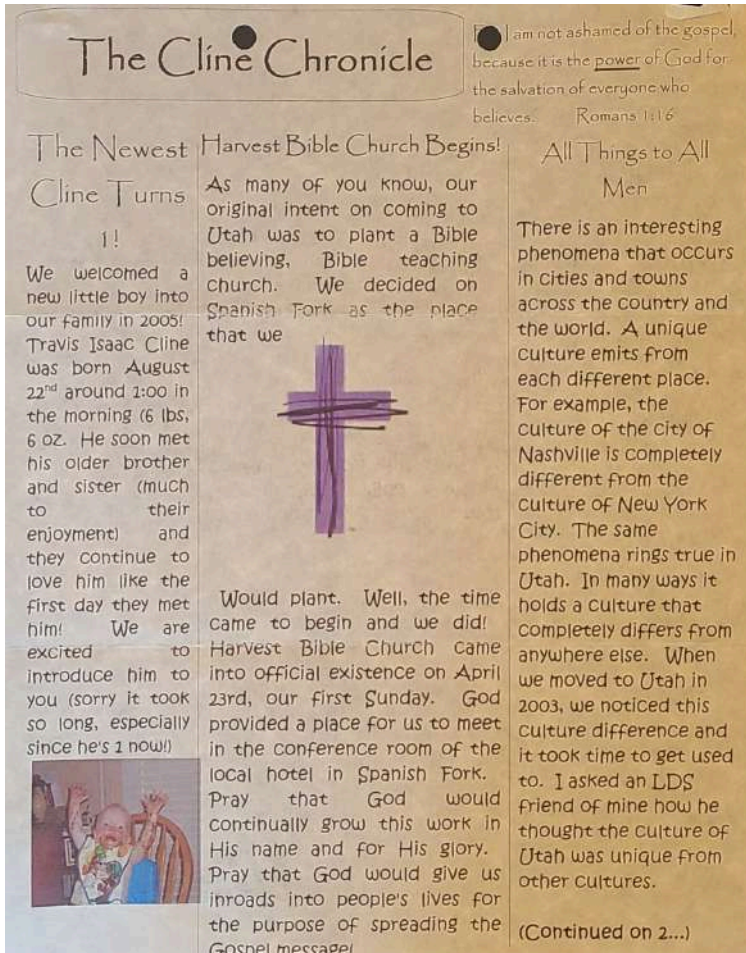 The Cline Chronicle
I am not ashamed of the gospel,
because it is the power of God for
the salvation of everyone who
believes. Romans 1:16
The Newest
Cline Turns
1!
We welcomed a
new little boy into
our family in 2005!
Travis Isaac Cline
was born August
22nd around 2:00 in
the morning (6 lbs,
6 oz. He soon met
his older brother
and sister (much
to their
enjoyment) and
they continue to
love him like the
first day they met
him! We are
excited to
introduce him to
you (sorry it took
so long, especially
since he's 1 now!)
Harvest Bible Church Begins!
As many of you know, our
original intent on coming to
Utah was to plant a Bible
believing, Bible teaching
church. We decided on
Spanish Fork as the place
that we
Would plant. Well, the time
came to begin and we did!
Harvest Bible Church came
into official existence on April
23rd, our first Sunday. God
provided a place for us to meet
in the conference room of the
local hotel in Spanish Fork.
Pray that God would
continually grow this work in
His name and for His glory.
Pray that God would give us
inroads into people's lives for
the purpose of spreading the
Gospel message!
All Things to All
Men
There is an interesting
phenomena that occurs
in cities and towns
across the country and
the world. A unique
culture emits from
each different place.
For example, the
culture of the city of
Nashville is completely
different from the
culture of New York
City. The same
phenomena rings true in
Utah. In many ways it
holds a culture that
completely differs from
anywhere else. When
we moved to Utah in
2003, we noticed this
culture difference and
it took time to get used
to. I asked an LDS
friend of mine how he
thought the culture of
Utah was unique from
other cultures.
(Continued on 2...)